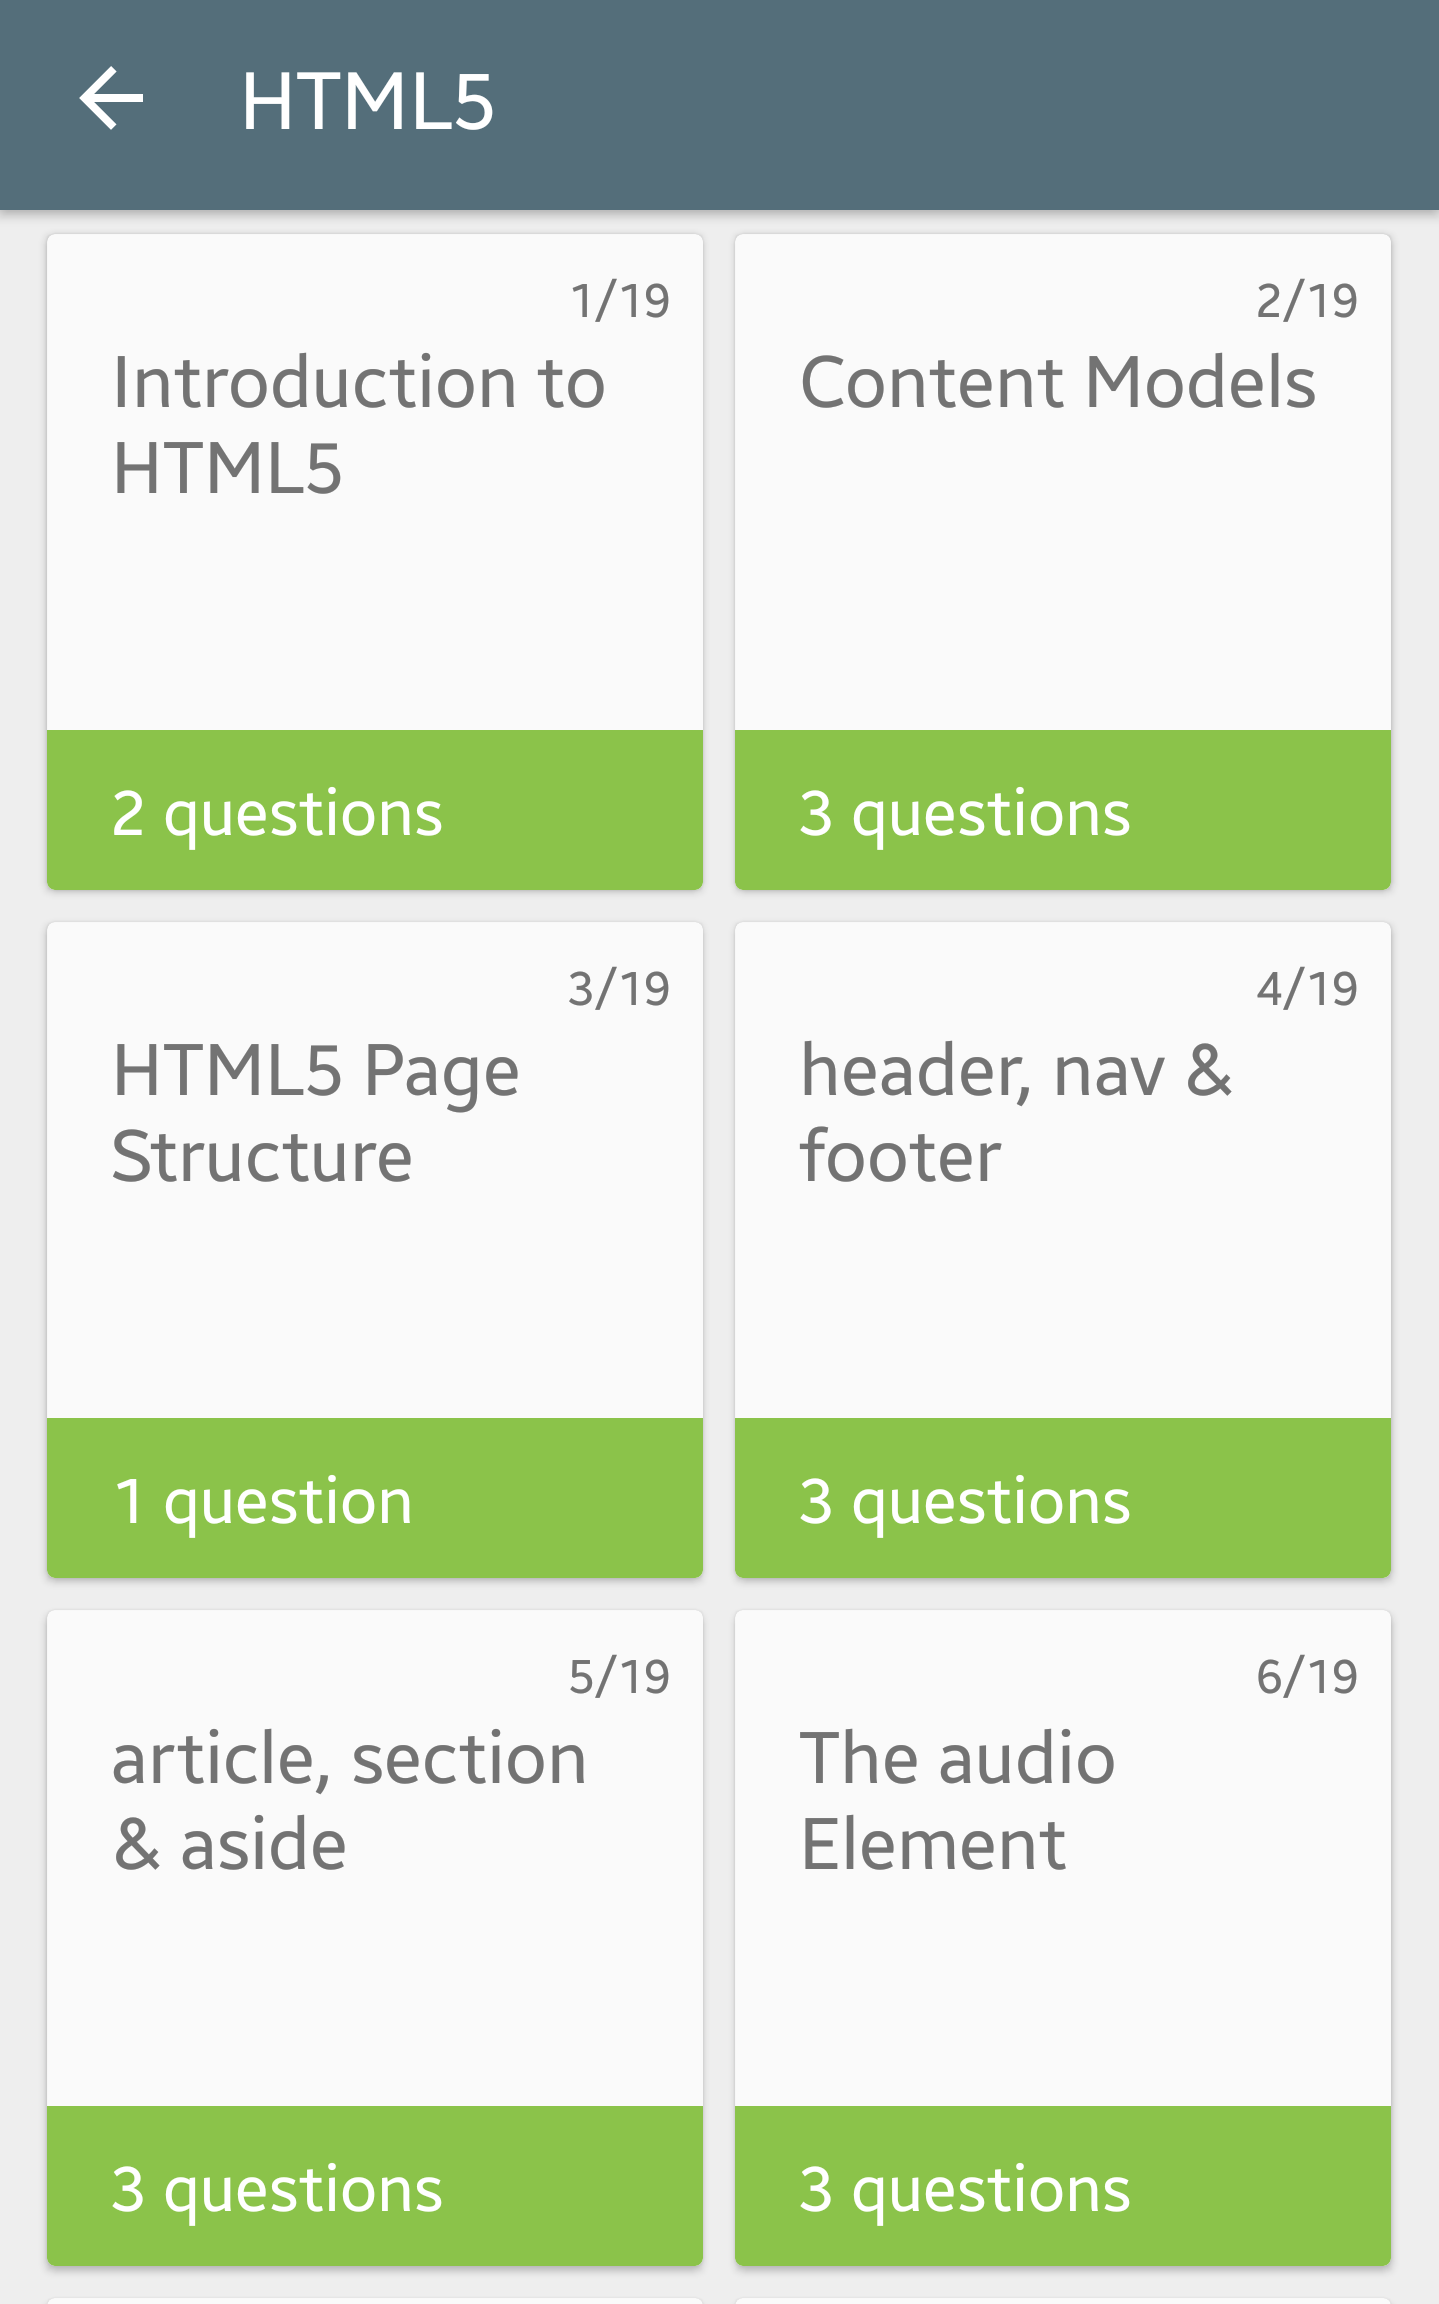 HTML5
1/19
Introduction to
HTML5
2 questions
2/19
Content Models
3 questions
3/19
HTML5 Page
Structure
1 question
4/19
header, nav &
footer
3 questions
5/19
article, section
& aside
3 questions
6/19
The audio
Element
3 questions